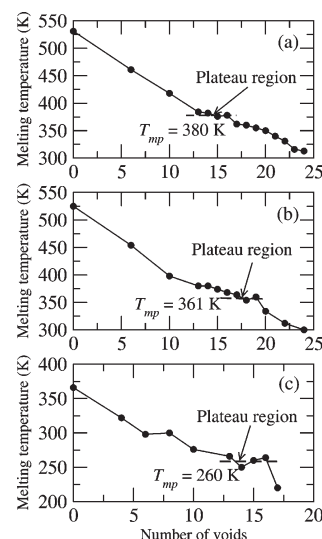 550
(a)
500
450
Plateau region
400
350
T_mp = 380 K
300
0 5 10 15 20 25
Melting temperature (K)
550
(b)
500
450
Plateau region
400
350
T_mp = 361 K
300
0 5 10 15 20 25
Melting temperature (K)
400
(c)
350
300
Plateau region
250
T_mp = 260 K
200
0 5 10 15 20
Melting temperature (K)
Number of voids